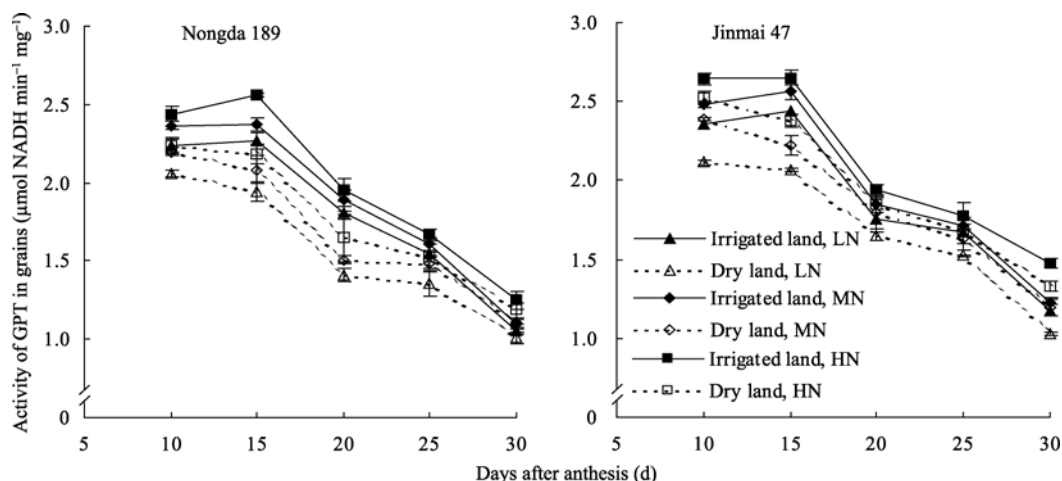 Activity of GPT in grains (μmol NADH min⁻¹ mg⁻¹)
Nongda 189
3.0
2.5
2.0
1.5
1.0
0
5
10
15
20
25
30
Jinmai 47
3.0
2.5
2.0
1.5
1.0
0
5
10
15
20
25
30
Irrigated land, LN
Dry land, LN
Irrigated land, MN
Dry land, MN
Irrigated land, HN
Dry land, HN
Days after anthesis (d)